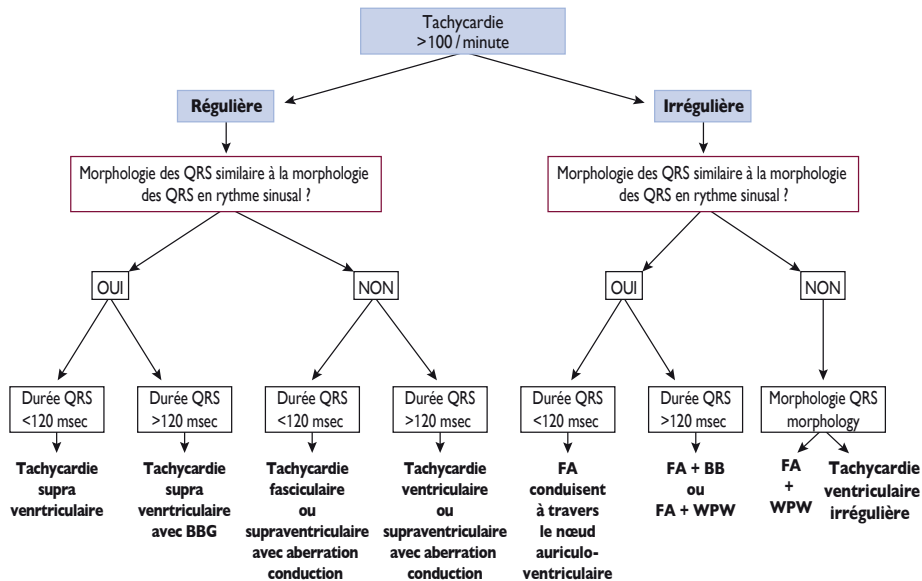 Tachycardie
>100/minute
Régulière
Irrégulière
Morphologie des QRS similaire à la morphologie
des QRS en rythme sinusal ?
Morphologie des QRS similaire à la morphologie
des QRS en rythme sinusal ?
OUI
NON
OUI
NON
Durée QRS
<120 msec
Durée QRS
>120 msec
Durée QRS
<120 msec
Durée QRS
>120 msec
Durée QRS
<120 msec
Durée QRS
>120 msec
Morphologie QRS
morphology
Tachycardie
supra
venrtriculaire
Tachycardie
supra
vnrtriculaire
avec BBG
Tachycardie
fasciculaire
ou
supraventriculaire
avec aberration
conduction
Tachycardie
ventriculaire
ou
supraventriculaire
avec aberration
conduction
FA
conduisent
à travers
le nœud
auriculo-
ventriculaire
FA + BB
ou
FA + WPW
FA
+
WPW
Tachycardie
ventriculaire
irrégulière